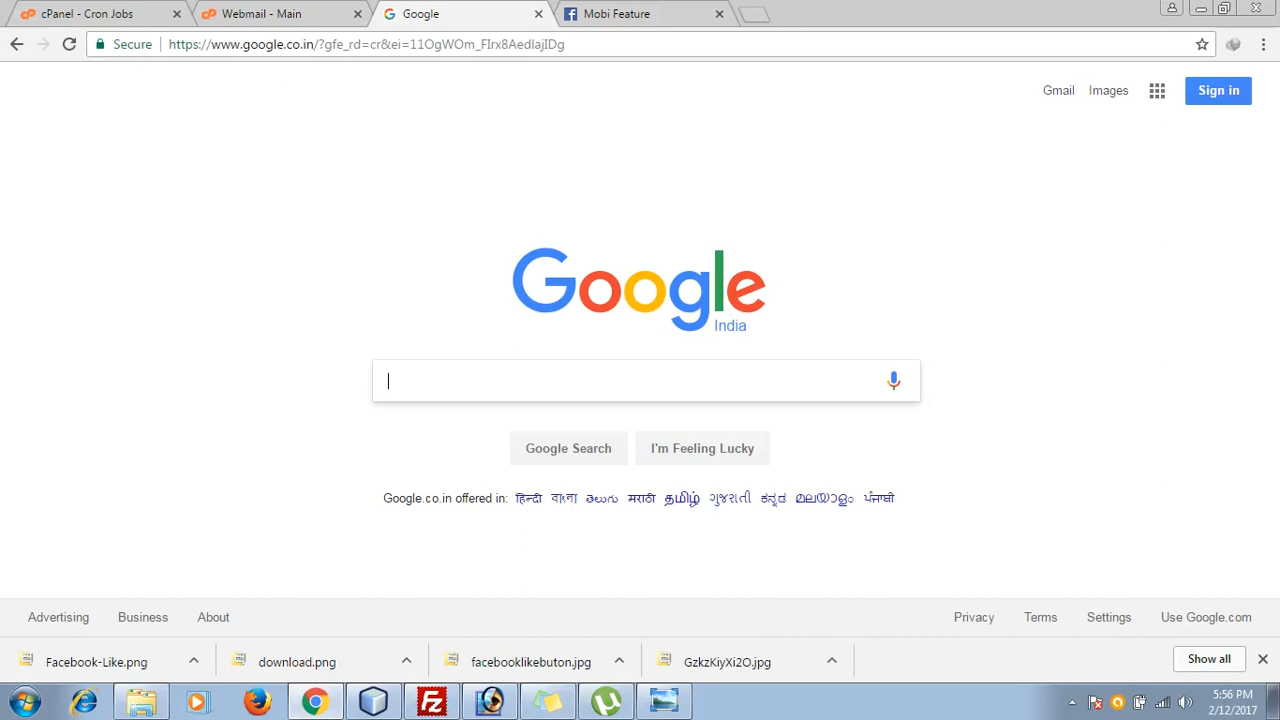 cPanel - Cron Jobs
Webmail - Main
Google
Mobi Feature
Secure
https://www.google.co.in/?gfe_rd=cr&ei=11OgWOm_FIrx8AedIajIDg
Gmail Images
Sign in
Google
India
Google Search
I'm Feeling Lucky
Google.co.in offered in: हिन्दी বাংলা తెలుగు मराठी தமிழ் ગુજરાતી ಕನ್ನಡ മലയാളം ਪੰਜਾਬੀ
Advertising Business About Privacy Terms Settings Use Google.com
Facebook-Like.png
download.png
facebooklikebuton.jpg
GzkzKiyXi2O.jpg
Show all
5:56 PM
2/12/2017